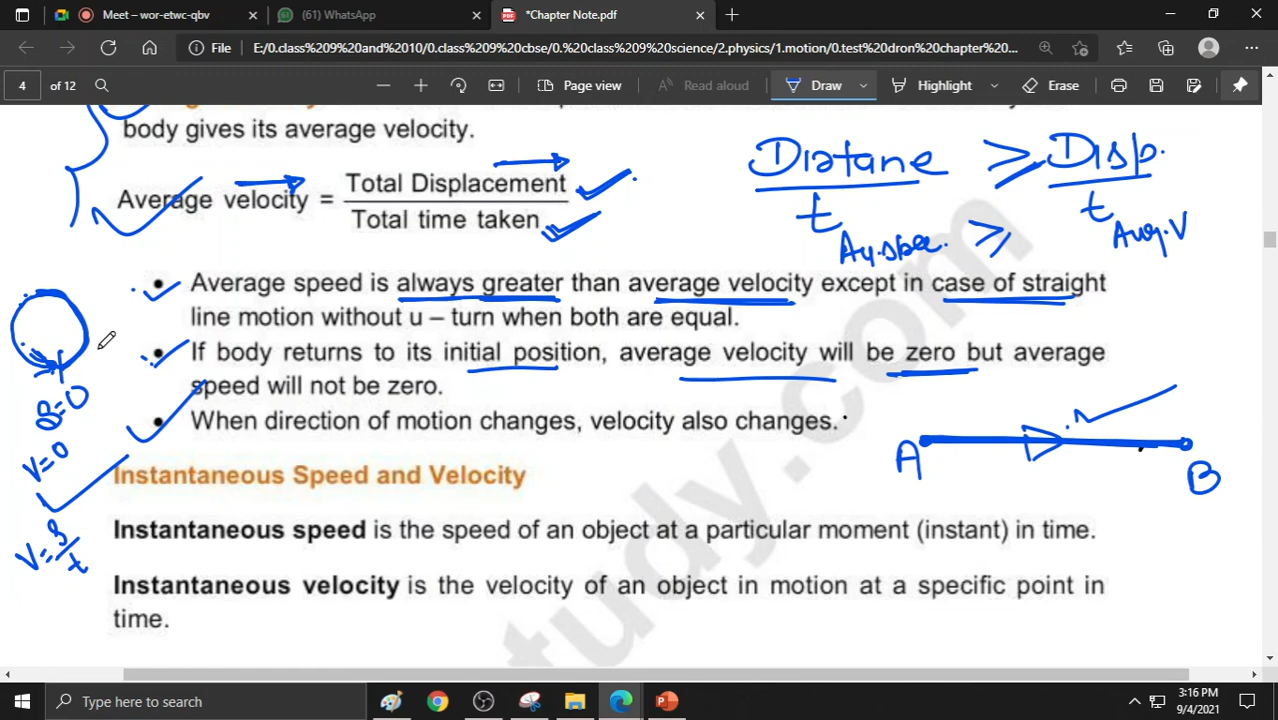 Meet – wor-etwc-qbv
(61) WhatsApp
*Chapter Note.pdf
File
E:/0.class%209%20and%2010/0.class%209%20cbse/0.%20class%209%20science/2.physics/1.motion/0.test%20dron%20chapter%20...
4 of 12
Page view
Read aloud
Draw
Highlight
Erase
body gives its average velocity.
Average velocity = Total Displacement
Total time taken
Distane ≥ Disp.
t t
Av.spee. ≥ Avg.V
• Average speed is always greater than average velocity except in case of straight
line motion without u – turn when both are equal.
• If body returns to its initial position, average velocity will be zero but average
speed will not be zero.
• When direction of motion changes, velocity also changes.
S=0
V=0
V=S/t
A
B
Instantaneous Speed and Velocity
Instantaneous speed is the speed of an object at a particular moment (instant) in time.
Instantaneous velocity is the velocity of an object in motion at a specific point in
time.
study.com
Type here to search
3:16 PM
9/4/2021